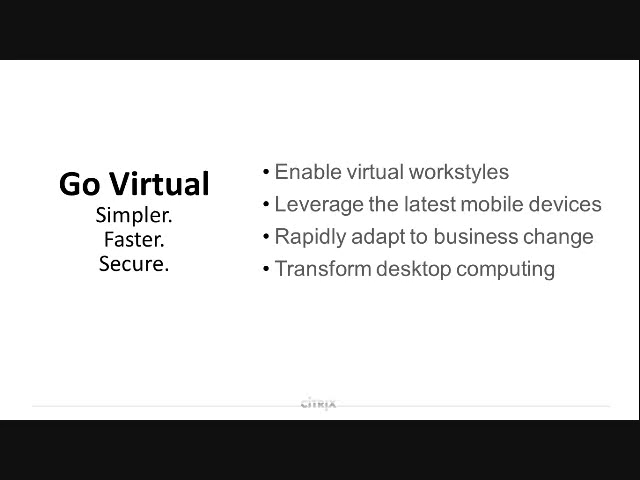 Go Virtual
Simpler.
Faster.
Secure.
• Enable virtual workstyles
• Leverage the latest mobile devices
• Rapidly adapt to business change
• Transform desktop computing
CITRIX